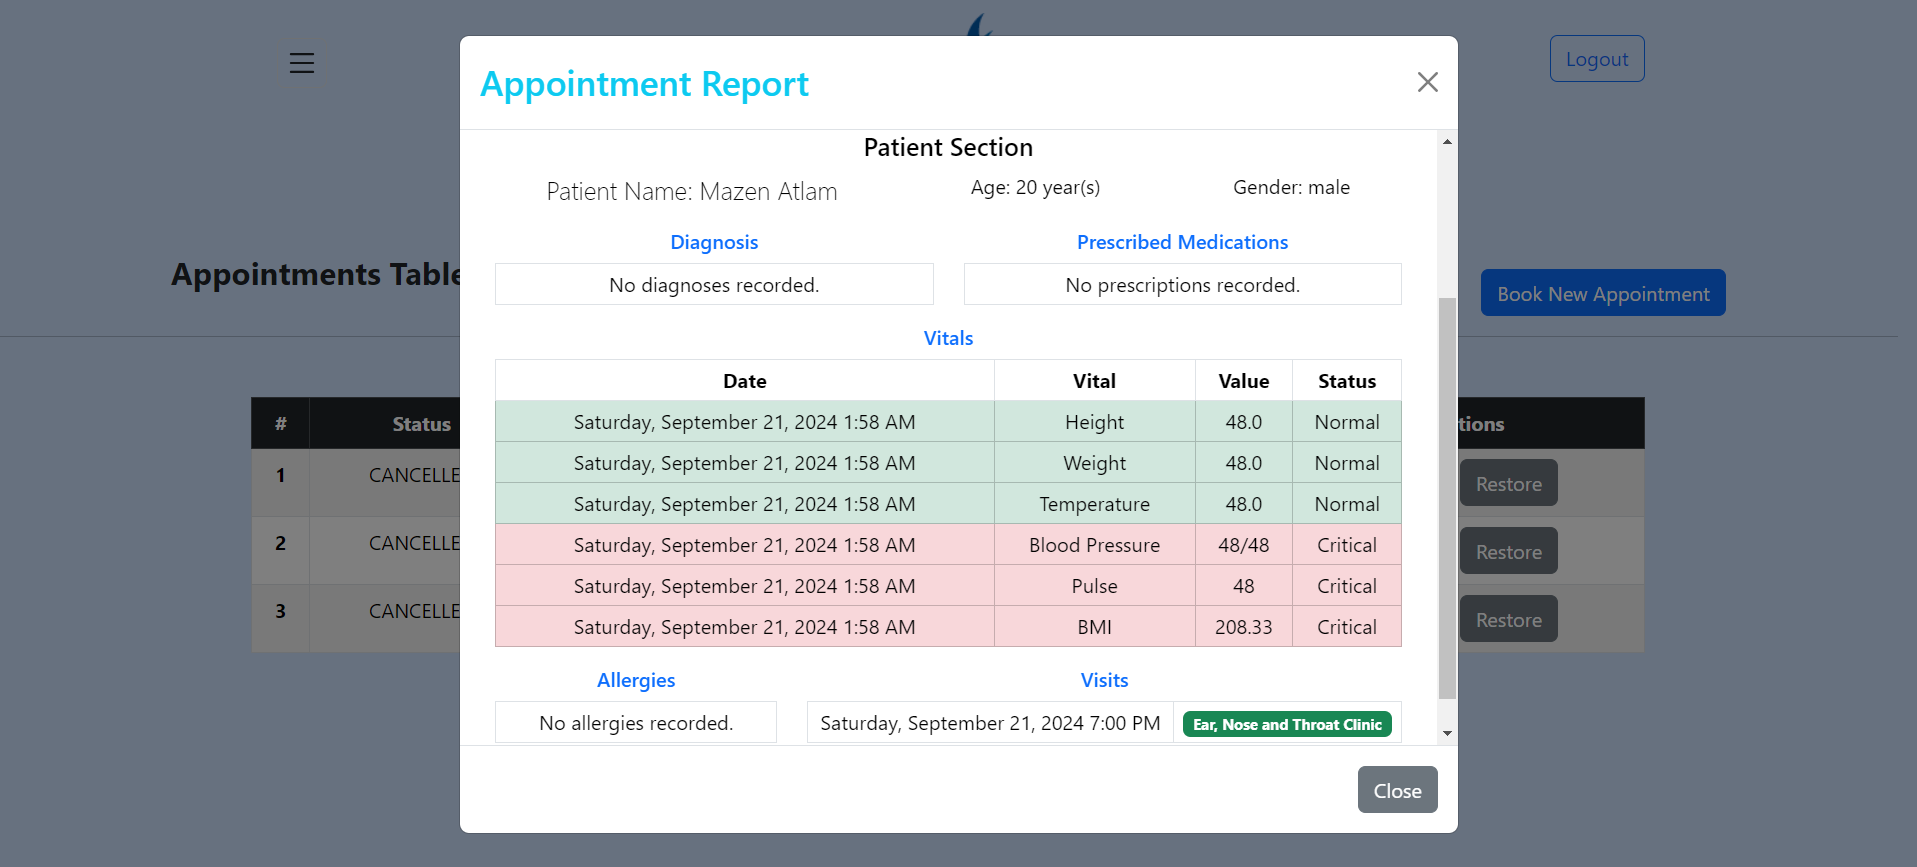 Logout
Appointment Report
Patient Section
Patient Name: Mazen Atlam
Age: 20 year(s)
Gender: male
Diagnosis
Prescribed Medications
No diagnoses recorded.
No prescriptions recorded.
Appointments Table
Book New Appointment
Vitals
Date Vital Value Status
Saturday, September 21, 2024 1:58 AM Height 48.0 Normal
Saturday, September 21, 2024 1:58 AM Weight 48.0 Normal
Saturday, September 21, 2024 1:58 AM Temperature 48.0 Normal
Saturday, September 21, 2024 1:58 AM Blood Pressure 48/48 Critical
Saturday, September 21, 2024 1:58 AM Pulse 48 Critical
Saturday, September 21, 2024 1:58 AM BMI 208.33 Critical
Allergies
Visits
No allergies recorded.
Saturday, September 21, 2024 7:00 PM Ear, Nose and Throat Clinic
Close
# Status tions
1 CANCELLE Restore
2 CANCELLE Restore
3 CANCELLE Restore